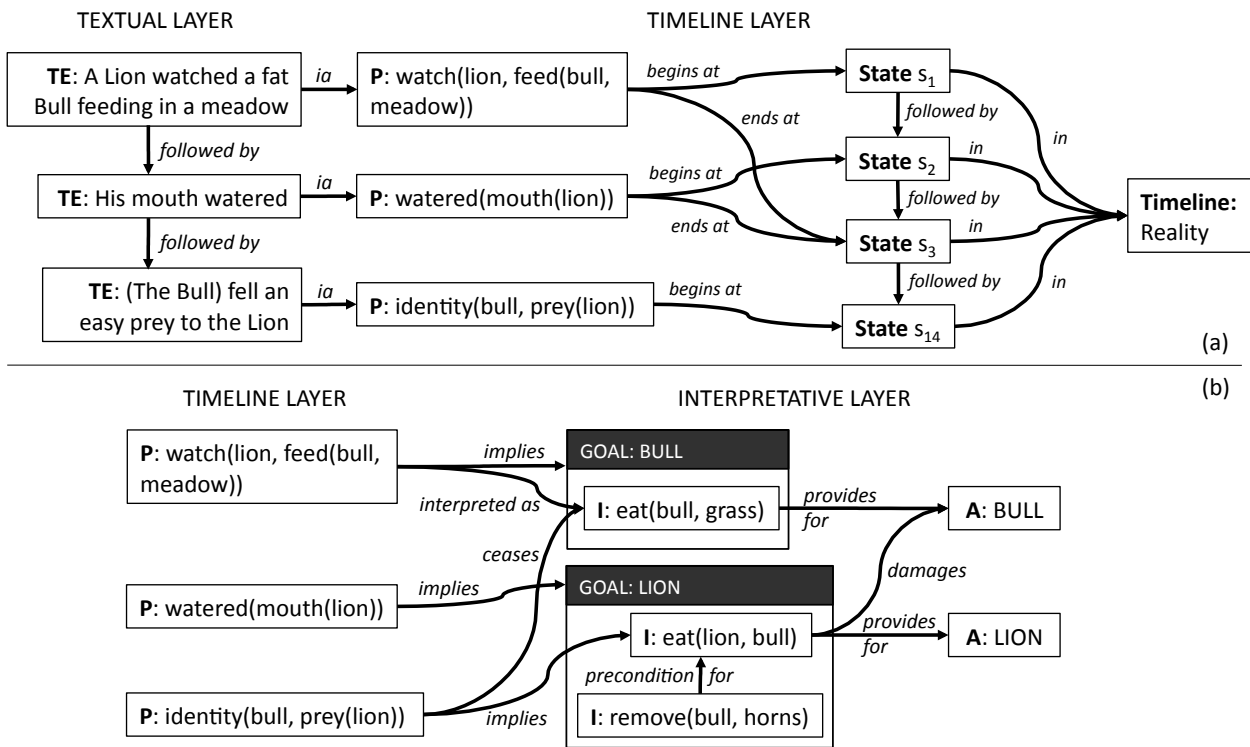 TEXTUAL LAYER
TIMELINE LAYER
TE: A Lion watched a fat
Bull feeding in a meadow
ia
P: watch(lion, feed(bull,
meadow))
begins at
ends at
State s1
followed by
in
followed by
TE: His mouth watered
ia
P: watered(mouth(lion))
begins at
ends at
State s2
in
followed by
State s3
in
Timeline:
Reality
followed by
followed by
in
TE: (The Bull) fell an
easy prey to the Lion
ia
P: identity(bull, prey(lion))
begins at
State s14
(a)
(b)
TIMELINE LAYER
INTERPRETATIVE LAYER
P: watch(lion, feed(bull,
meadow))
implies
interpreted as
GOAL: BULL
I: eat(bull, grass)
provides
for
A: BULL
ceases
damages
P: watered(mouth(lion))
implies
GOAL: LION
I: eat(lion, bull)
provides
for
A: LION
precondition for
P: identity(bull, prey(lion))
implies
I: remove(bull, horns)